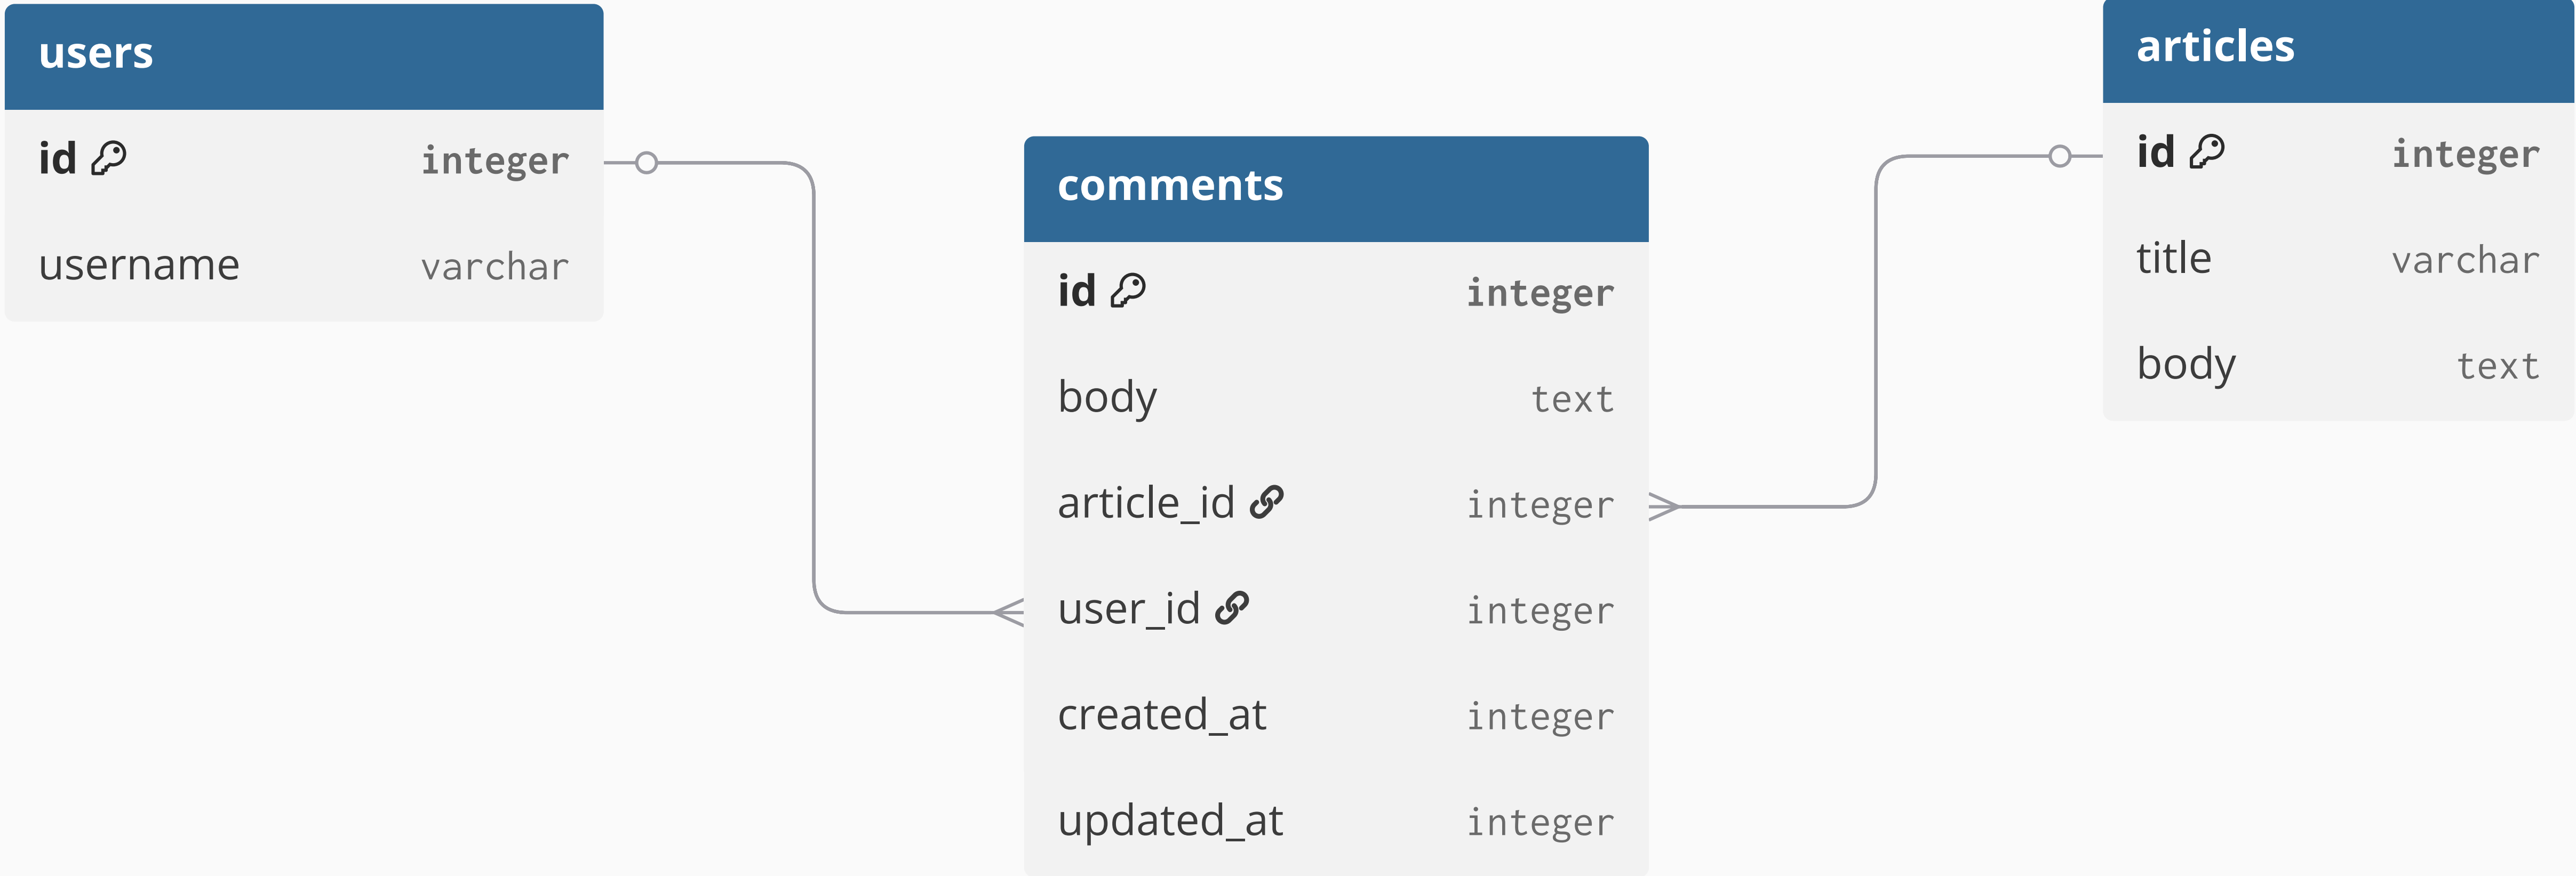 users
id integer
username varchar
comments
id integer
body text
article_id integer
user_id integer
created_at integer
updated_at integer
articles
id integer
title varchar
body text